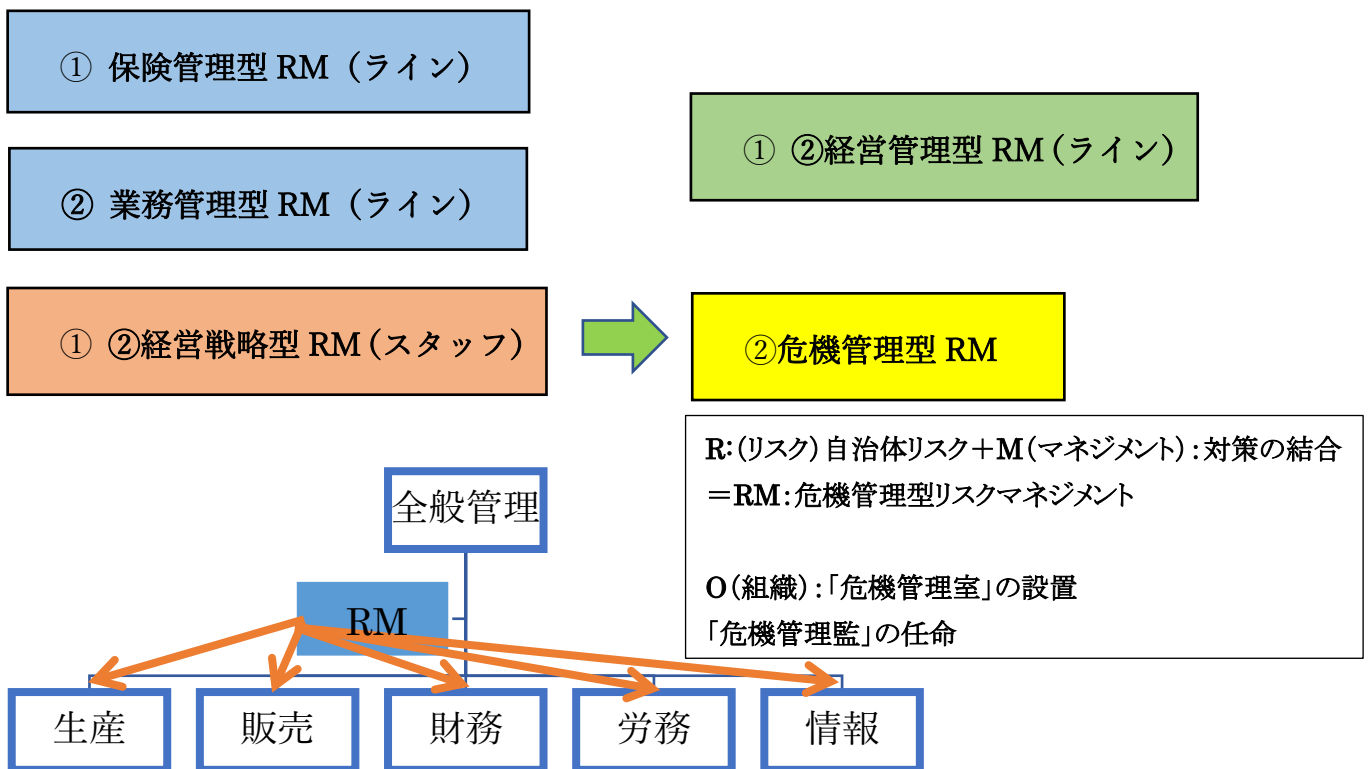 ① 保険管理型 RM（ライン）
② 業務管理型 RM（ライン）
① ②経営戦略型 RM（スタッフ）
① ②経営管理型 RM（ライン）
②危機管理型 RM
R:（リスク）自治体リスク＋M（マネジメント）：対策の結合
＝RM：危機管理型リスクマネジメント
O（組織）：「危機管理室」の設置
「危機管理監」の任命
全般管理
RM
生産
販売
財務
労務
情報